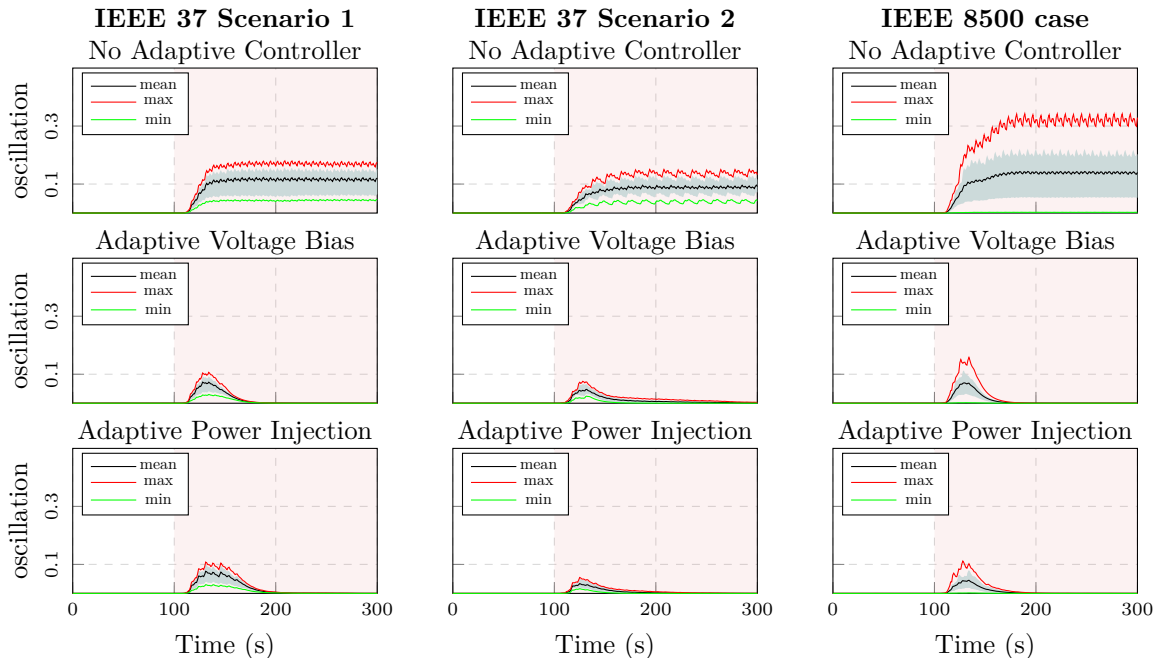 IEEE 37 Scenario 1
IEEE 37 Scenario 2
IEEE 8500 case
No Adaptive Controller
No Adaptive Controller
No Adaptive Controller
oscillation
0.3
0.1
mean
max
min
mean
max
min
mean
max
min
Adaptive Voltage Bias
Adaptive Voltage Bias
Adaptive Voltage Bias
oscillation
0.3
0.1
mean
max
min
mean
max
min
mean
max
min
Adaptive Power Injection
Adaptive Power Injection
Adaptive Power Injection
oscillation
0.3
0.1
mean
max
min
mean
max
min
mean
max
min
0 100 200 300
0 100 200 300
0 100 200 300
Time (s)
Time (s)
Time (s)